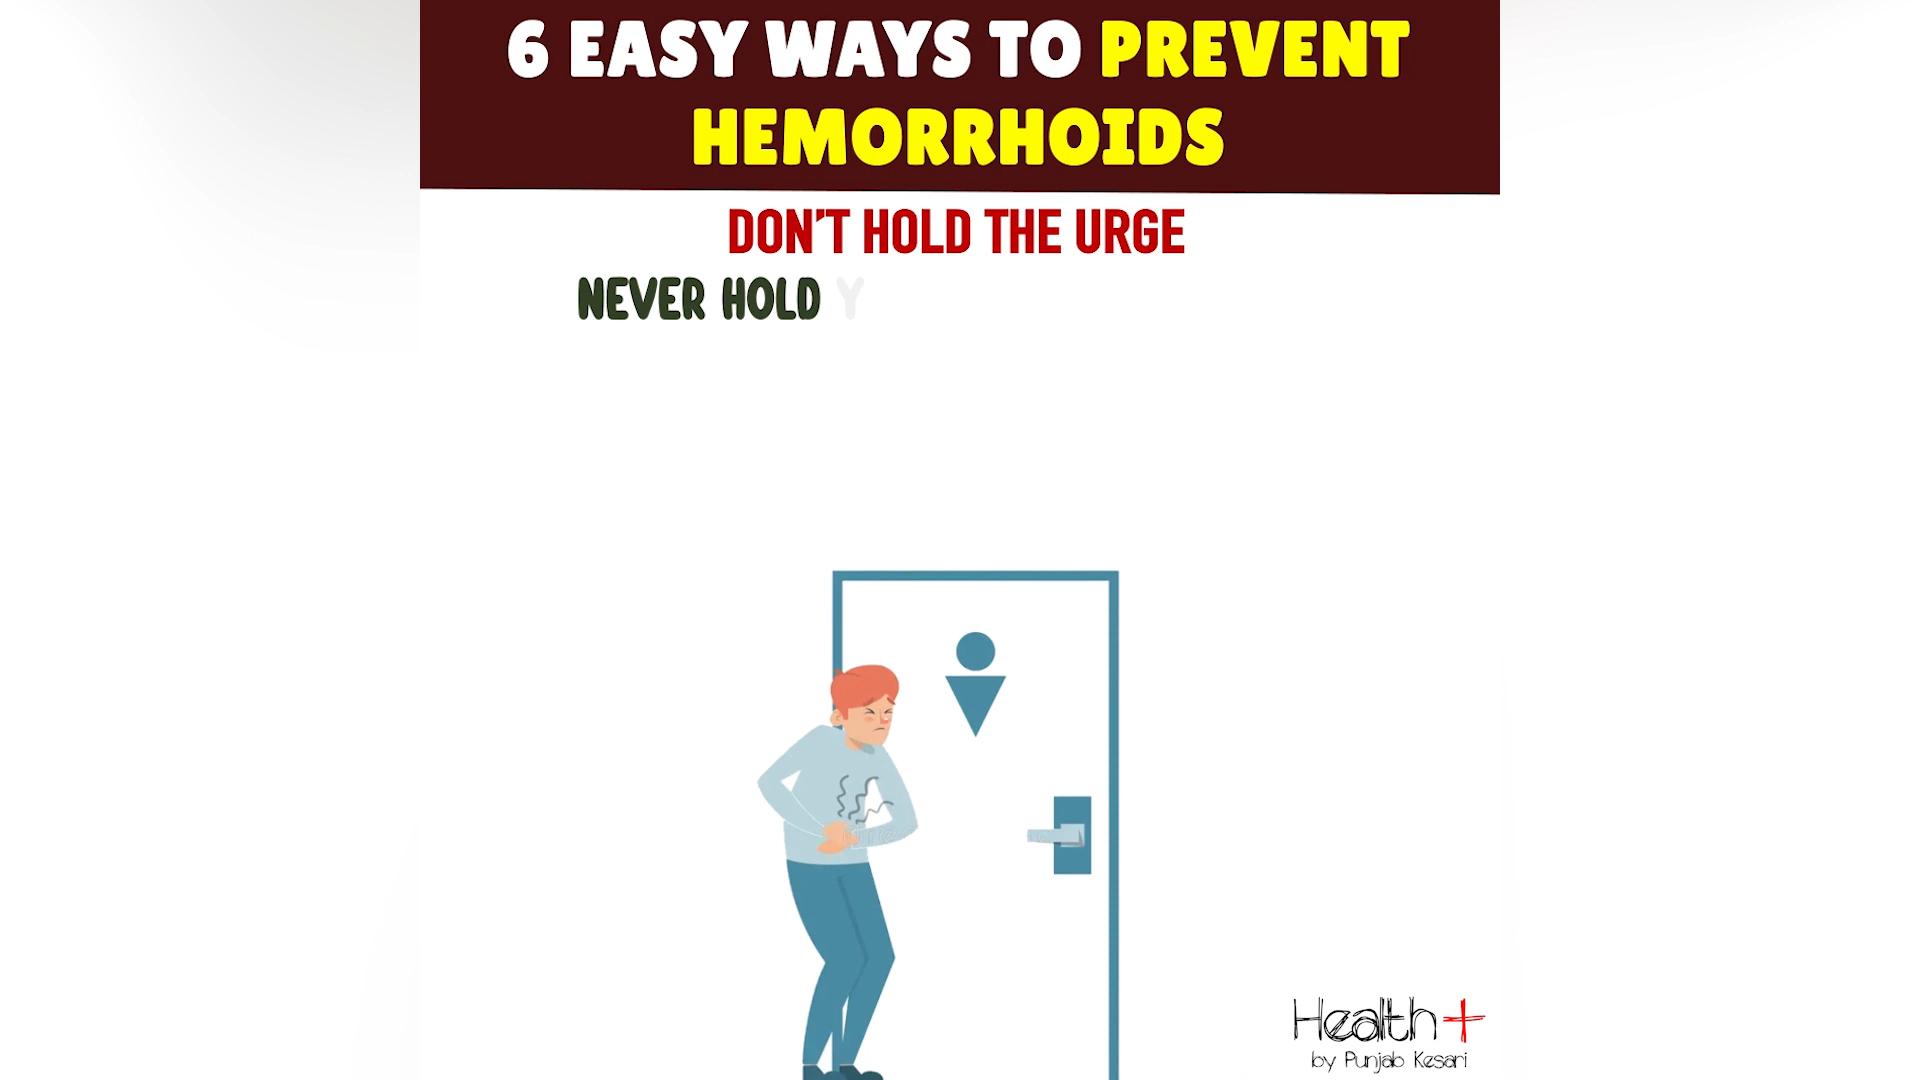 6 EASY WAYS TO PREVENT
HEMORRHOIDS
DON'T HOLD THE URGE
NEVER HOLD Y
Health+
by Punjab Kesari